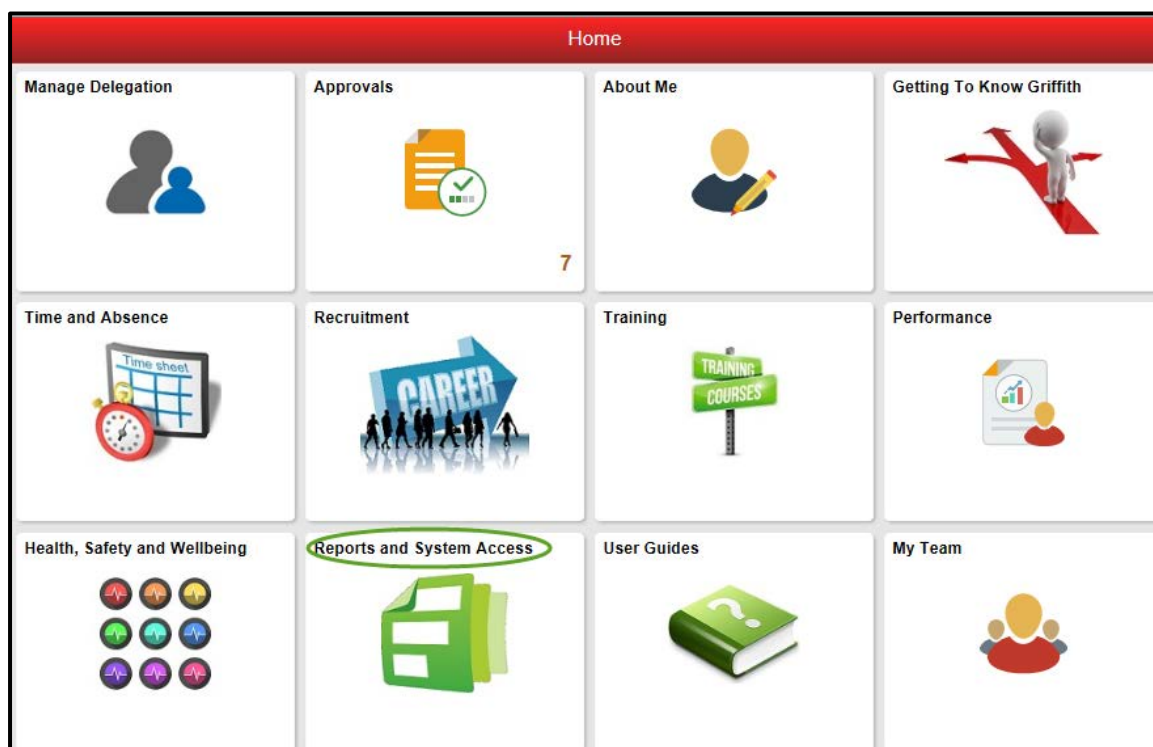 Home
Manage Delegation
Approvals
7
About Me
Getting To Know Griffith
Time and Absence
Time sheet
Recruitment
CAREER
Training
TRAINING
COURSES
Performance
Health, Safety and Wellbeing
Reports and System Access
User Guides
?
My Team